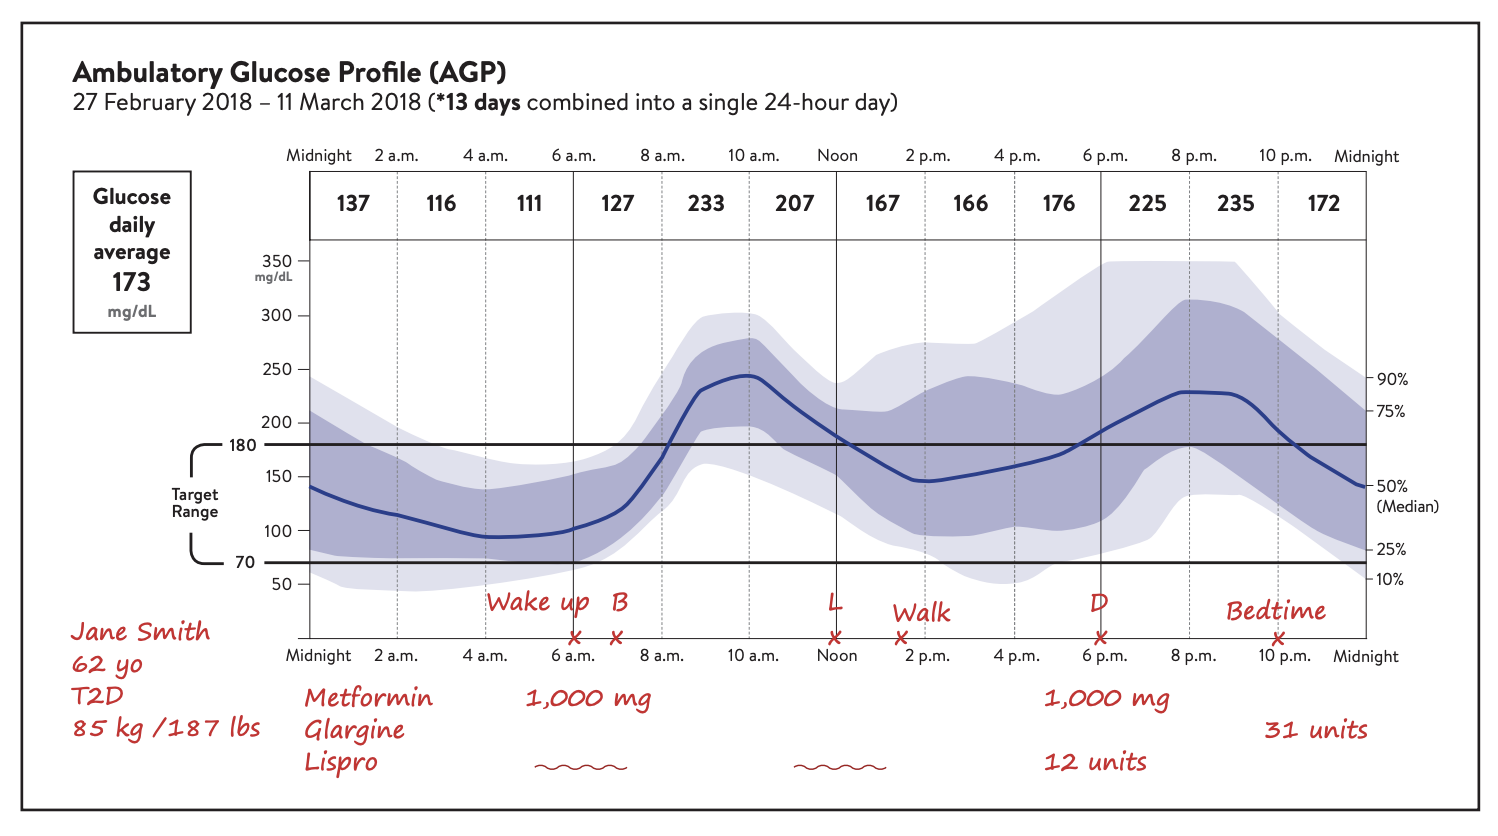 Ambulatory Glucose Profile (AGP)
27 February 2018 – 11 March 2018 (*13 days combined into a single 24-hour day)
Midnight 2 a.m. 4 a.m. 6 a.m. 8 a.m. 10 a.m. Noon 2 p.m. 4 p.m. 6 p.m. 8 p.m. 10 p.m. Midnight
Glucose
daily
average
173
mg/dL
137 116 111 127 233 207 167 166 176 225 235 172
350
mg/dL
300
250
200
180
150
100
70
50
Target
Range
90%
75%
50%
(Median)
25%
10%
Wake up B L Walk D Bedtime
x x x x x x
Midnight 2 a.m. 4 a.m. 6 a.m. 8 a.m. 10 a.m. Noon 2 p.m. 4 p.m. 6 p.m. 8 p.m. 10 p.m. Midnight
Jane Smith
62 yo
T2D
85 kg /187 lbs
Metformin 1,000 mg 1,000 mg
Glargine 31 units
Lispro 12 units